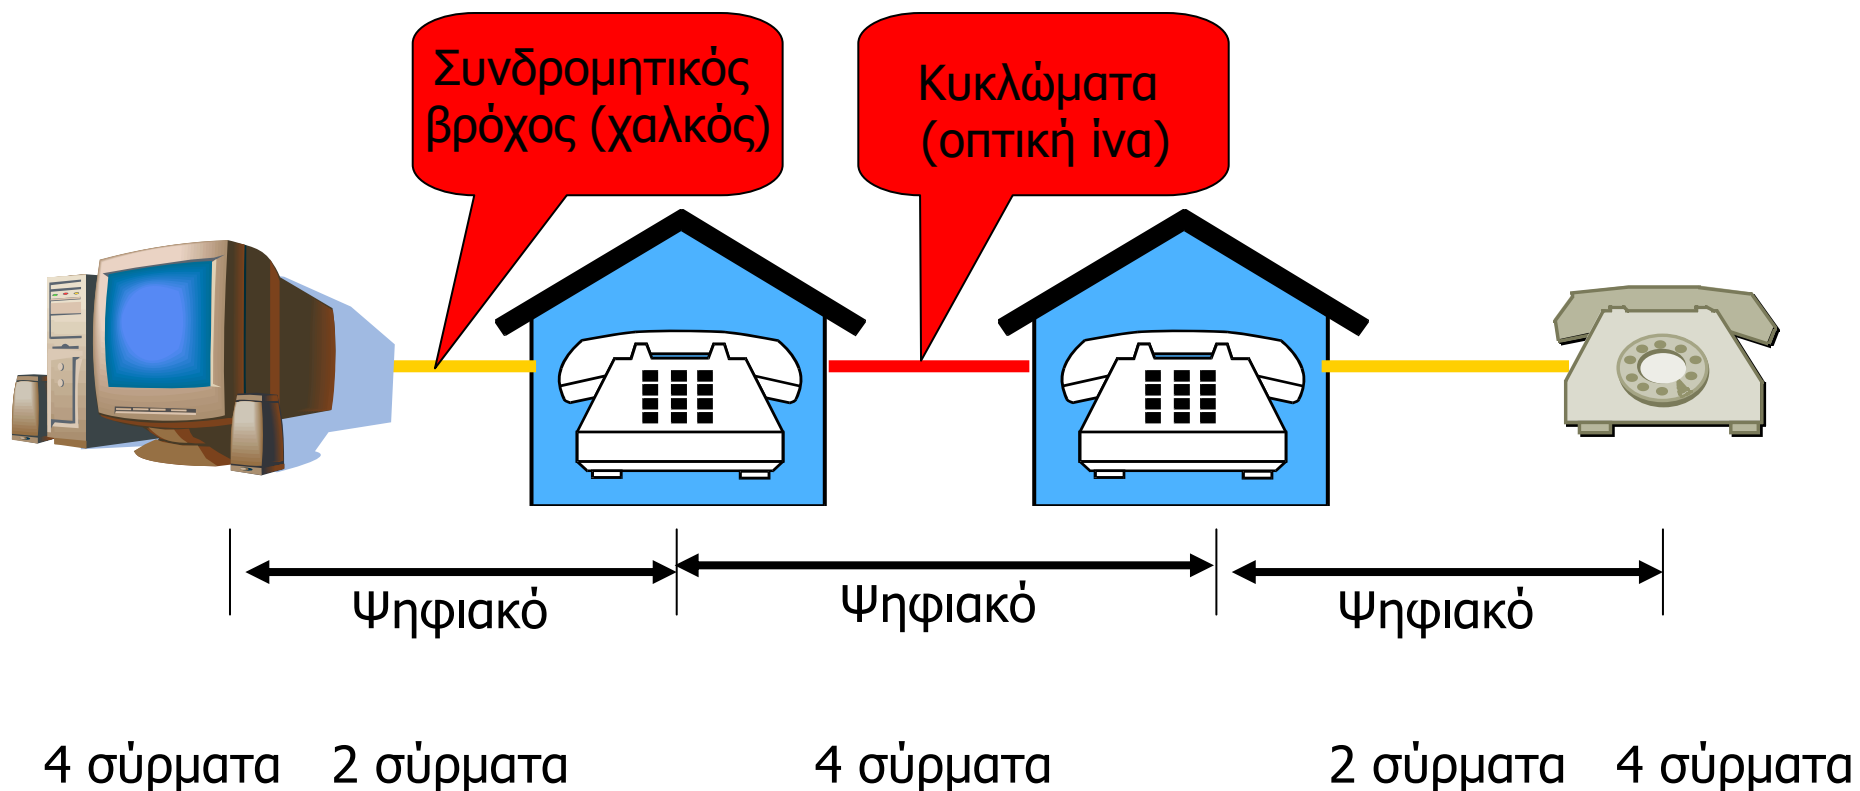 Συνδρομητικός
βρόχος (χαλκός)
Κυκλώματα
(οπτική ίνα)
Ψηφιακό
Ψηφιακό
Ψηφιακό
4 σύρματα
2 σύρματα
4 σύρματα
2 σύρματα
4 σύρματα